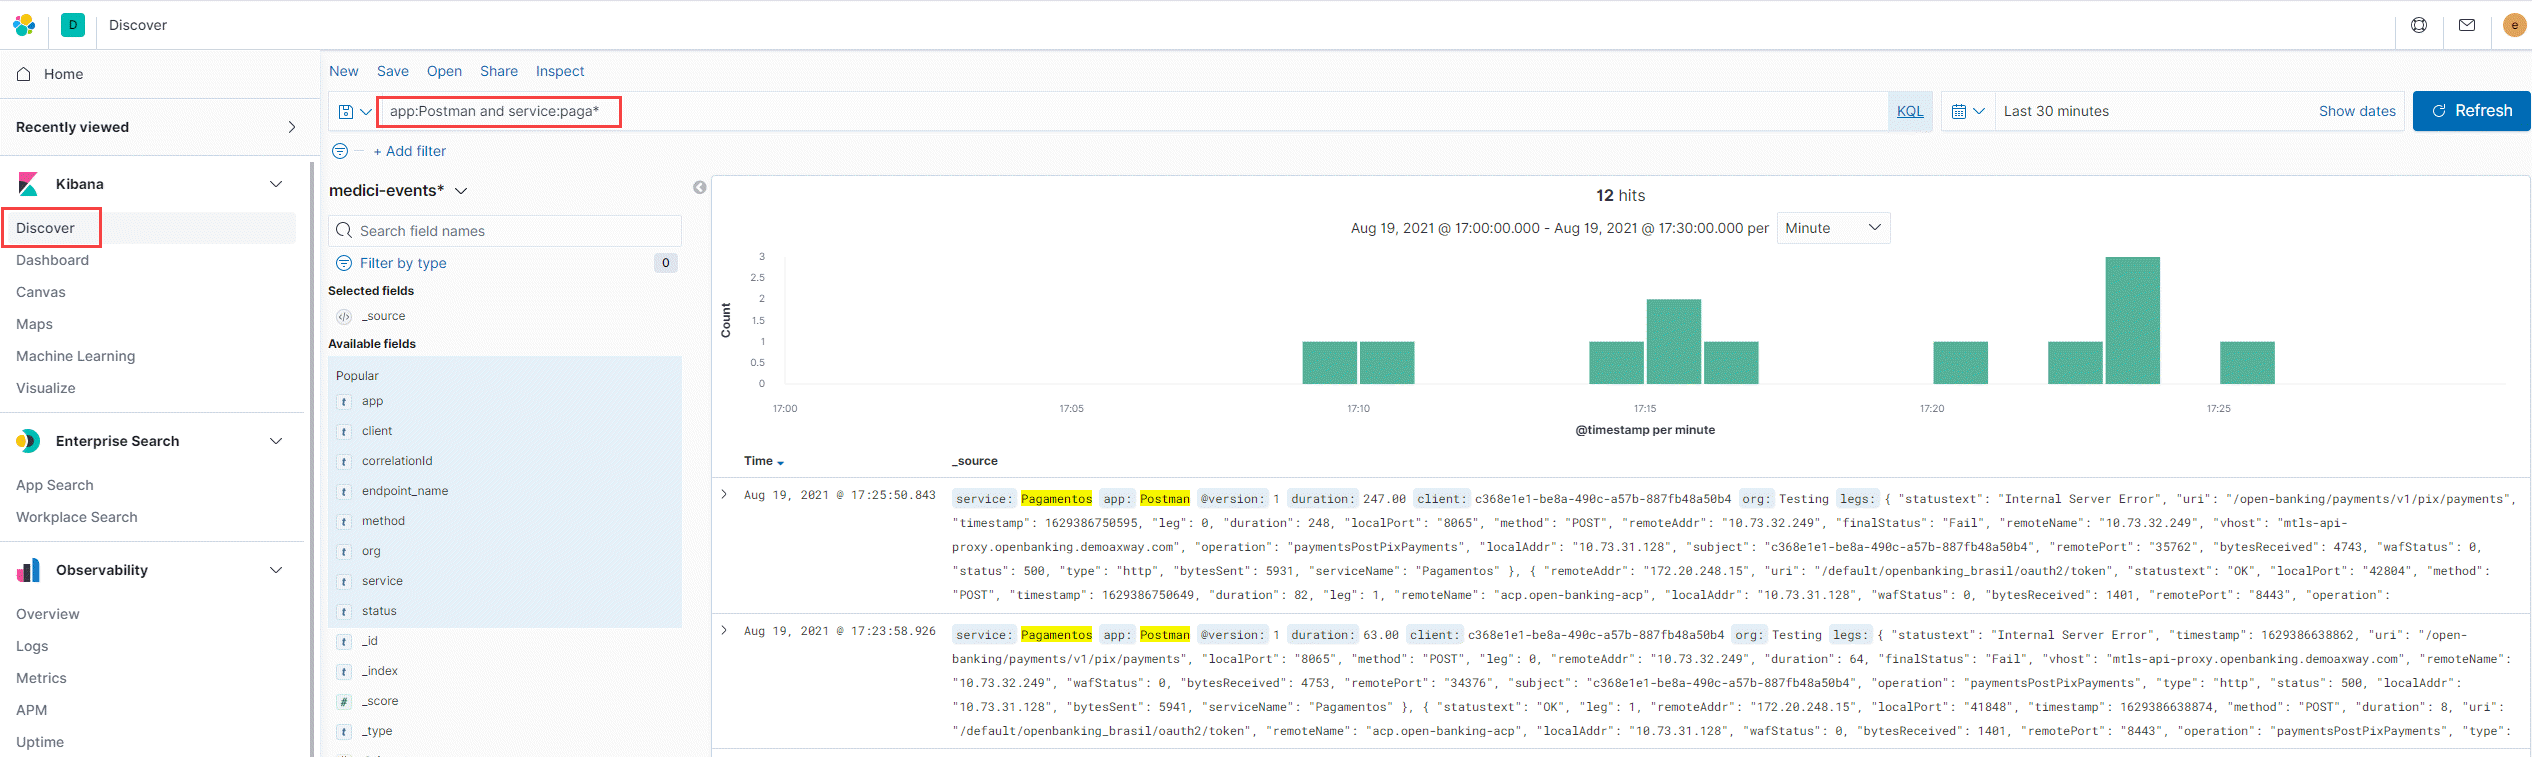 D Discover e
Home
Recently viewed
Kibana
Discover
Dashboard
Canvas
Maps
Machine Learning
Visualize
Enterprise Search
App Search
Workplace Search
Observability
Overview
Logs
Metrics
APM
Uptime
New Save Open Share Inspect
app:Postman and service:paga* KQL Last 30 minutes Show dates Refresh
+ Add filter
medici-events*
Search field names
Filter by type 0
Selected fields
_source
Available fields
Popular
t app
t client
t correlationId
t endpoint_name
t method
t org
t service
t status
t _id
t _index
# _score
t _type
12 hits
Aug 19, 2021 @ 17:00:00.000 - Aug 19, 2021 @ 17:30:00.000 per Minute
Count
3
2.5
2
1.5
1
0.5
0
17:00 17:05 17:10 17:15 17:20 17:25
@timestamp per minute
Time _source
Aug 19, 2021 @ 17:25:50.843 service: Pagamentos app: Postman @version: 1 duration: 247.00 client: c368e1e1-be8a-490c-a57b-887fb48a50b4 org: Testing legs: { "statustext": "Internal Server Error", "uri": "/open-banking/payments/v1/pix/payments",
"timestamp": 1629386750595, "leg": 0, "duration": 248, "localPort": "8065", "method": "POST", "remoteAddr": "10.73.32.249", "finalStatus": "Fail", "remoteName": "10.73.32.249", "vhost": "mtls-api-
proxy.openbanking.demoaxway.com", "operation": "paymentsPostPixPayments", "localAddr": "10.73.31.128", "subject": "c368e1e1-be8a-490c-a57b-887fb48a50b4", "remotePort": "35762", "bytesReceived": 4743, "wafStatus": 0,
"status": 500, "type": "http", "bytesSent": 5931, "serviceName": "Pagamentos" }, { "remoteAddr": "172.20.248.15", "uri": "/default/openbanking_brasil/oauth2/token", "statustext": "OK", "localPort": "42804", "method":
"POST", "timestamp": 1629386750649, "duration": 82, "leg": 1, "remoteName": "acp.open-banking-acp", "localAddr": "10.73.31.128", "wafStatus": 0, "bytesReceived": 1401, "remotePort": "8443", "operation":
Aug 19, 2021 @ 17:23:58.926 service: Pagamentos app: Postman @version: 1 duration: 63.00 client: c368e1e1-be8a-490c-a57b-887fb48a50b4 org: Testing legs: { "statustext": "Internal Server Error", "timestamp": 1629386638862, "uri": "/open-
banking/payments/v1/pix/payments", "localPort": "8065", "method": "POST", "leg": 0, "remoteAddr": "10.73.32.249", "duration": 64, "finalStatus": "Fail", "vhost": "mtls-api-proxy.openbanking.demoaxway.com", "remoteName":
"10.73.32.249", "wafStatus": 0, "bytesReceived": 4753, "remotePort": "34376", "subject": "c368e1e1-be8a-490c-a57b-887fb48a50b4", "operation": "paymentsPostPixPayments", "type": "http", "status": 500, "localAddr":
"10.73.31.128", "bytesSent": 5941, "serviceName": "Pagamentos" }, { "statustext": "OK", "leg": 1, "remoteAddr": "172.20.248.15", "localPort": "41848", "timestamp": 1629386638874, "method": "POST", "duration": 8, "uri":
"/default/openbanking_brasil/oauth2/token", "remoteName": "acp.open-banking-acp", "localAddr": "10.73.31.128", "wafStatus": 0, "bytesReceived": 1401, "remotePort": "8443", "operation": "paymentsPostPixPayments", "type":